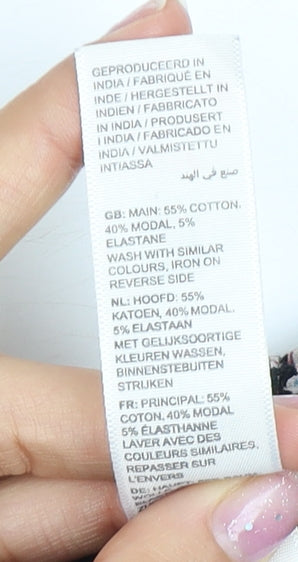 GEPRODUCEERD IN
INDIA / FABRIQUÉ EN
INDE / HERGESTELLT IN
INDIEN / FABBRICATO
IN INDIA / PRODUSERT
I INDIA / FABRICADO EN
INDIA / VALMISTETTU
INTIASSA
صنع في الهند
GB: MAIN: 55% COTTON,
40% MODAL, 5%
ELASTANE
WASH WITH SIMILAR
COLOURS, IRON ON
REVERSE SIDE
NL: HOOFD: 55%
KATOEN, 40% MODAL,
5% ELASTAAN
MET GELIJKSOORTIGE
KLEUREN WASSEN,
BINNENSTEBUITEN
STRIJKEN
FR: PRINCIPAL: 55%
COTON, 40% MODAL
5% ÉLASTHANNE
LAVER AVEC DES
COULEURS SIMILAIRES,
REPASSER SUR
L'ENVERS
DE: